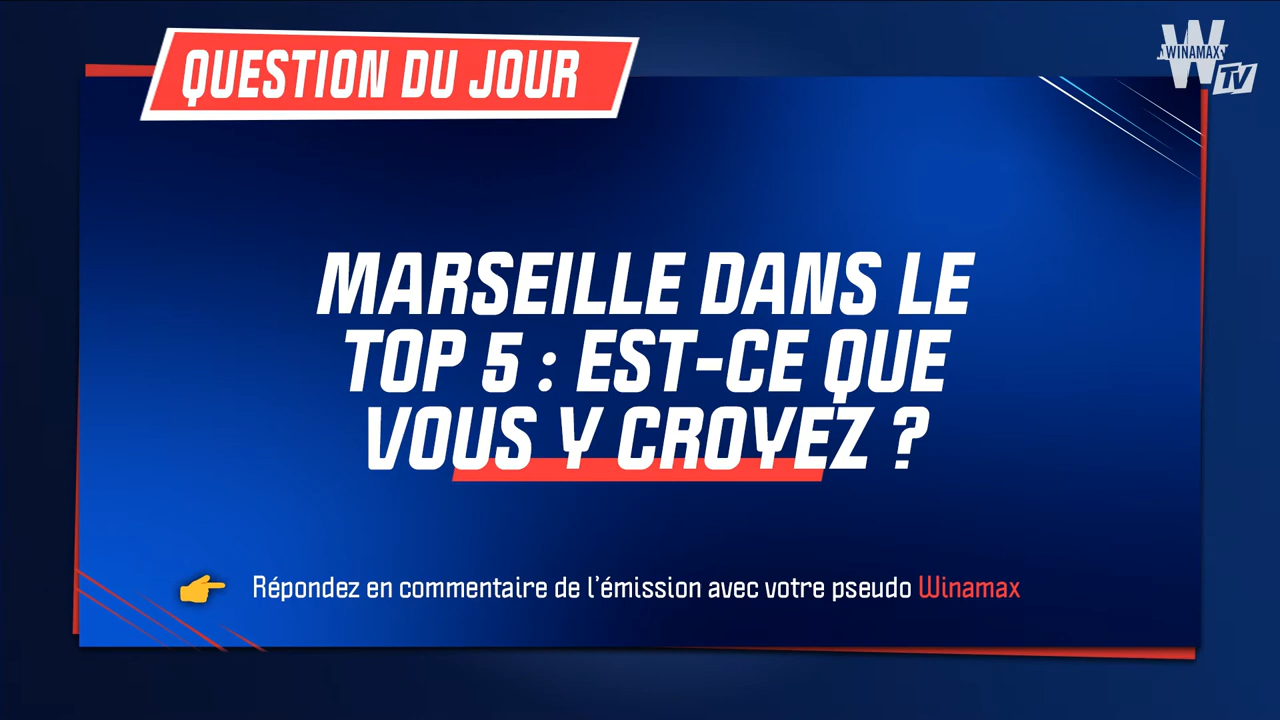 QUESTION DU JOUR
WINAMAX
TV
MARSEILLE DANS LE
TOP 5 : EST-CE QUE
VOUS Y CROYEZ ?
Répondez en commentaire de l'émission avec votre pseudo Winamax